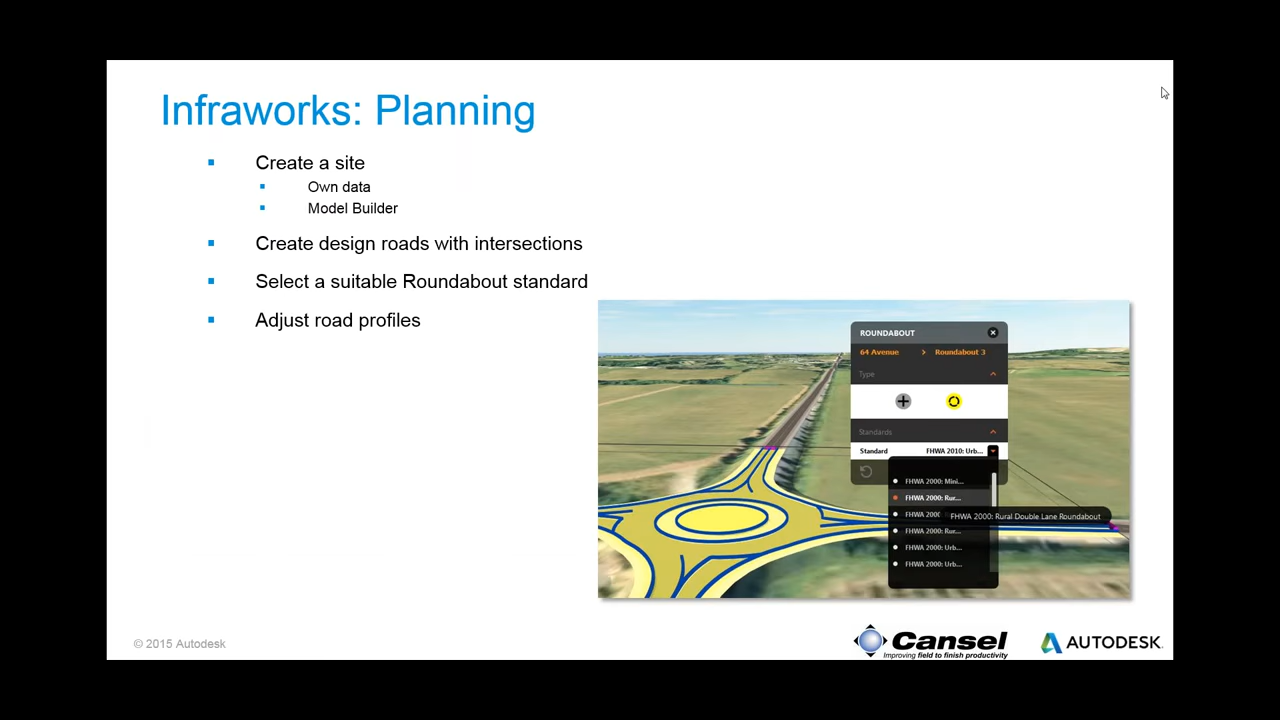 Infraworks: Planning
Create a site
Own data
Model Builder
Create design roads with intersections
Select a suitable Roundabout standard
Adjust road profiles
ROUNDABOUT
64 Avenue > Roundabout 3
Type
Standards
Standard FHWA 2010: Urb...
FHWA 2000: Mini...
FHWA 2000: Rur...
FHWA 2000:
FHWA 2000: Rural Double Lane Roundabout
FHWA 2000: Rur...
FHWA 2000: Urb...
FHWA 2000: Urb...
© 2015 Autodesk
Cansel
Improving field to finish productivity
AUTODESK.